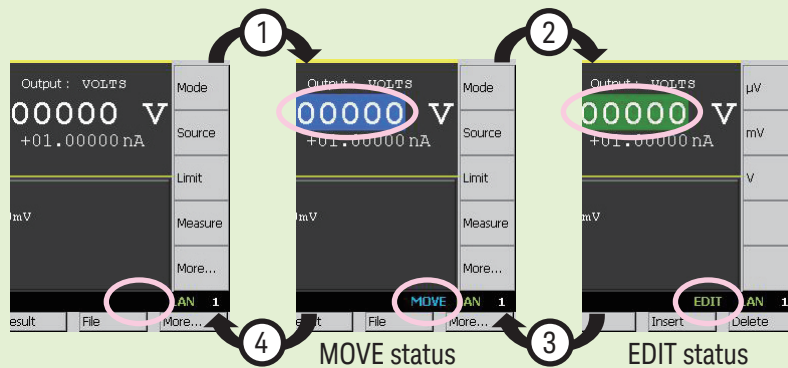 1
2
Output : VOLTS
00000 V
+01.00000 nA
mV
Mode
Source
Limit
Measure
More...
LAN 1
esult File More...
Output : VOLTS
00000 V
+01.00000 nA
mV
Mode
Source
Limit
Measure
More...
MOVE LAN 1
File More...
Output : VOLTS
00000 V
+01.00000 nA
mV
µV
mV
V
EDIT LAN 1
Insert Delete
4
MOVE status
3
EDIT status